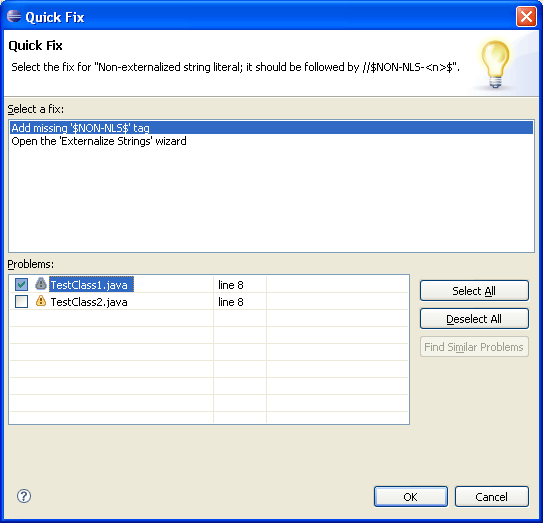 Quick Fix
Quick Fix
Select the fix for "Non-externalized string literal; it should be followed by //$NON-NLS-<n>$".
Select a fix:
Add missing '$NON-NLS$' tag
Open the 'Externalize Strings' wizard
Problems:
TestClass1.java line 8
TestClass2.java line 8
Select All
Deselect All
Find Similar Problems
? OK Cancel